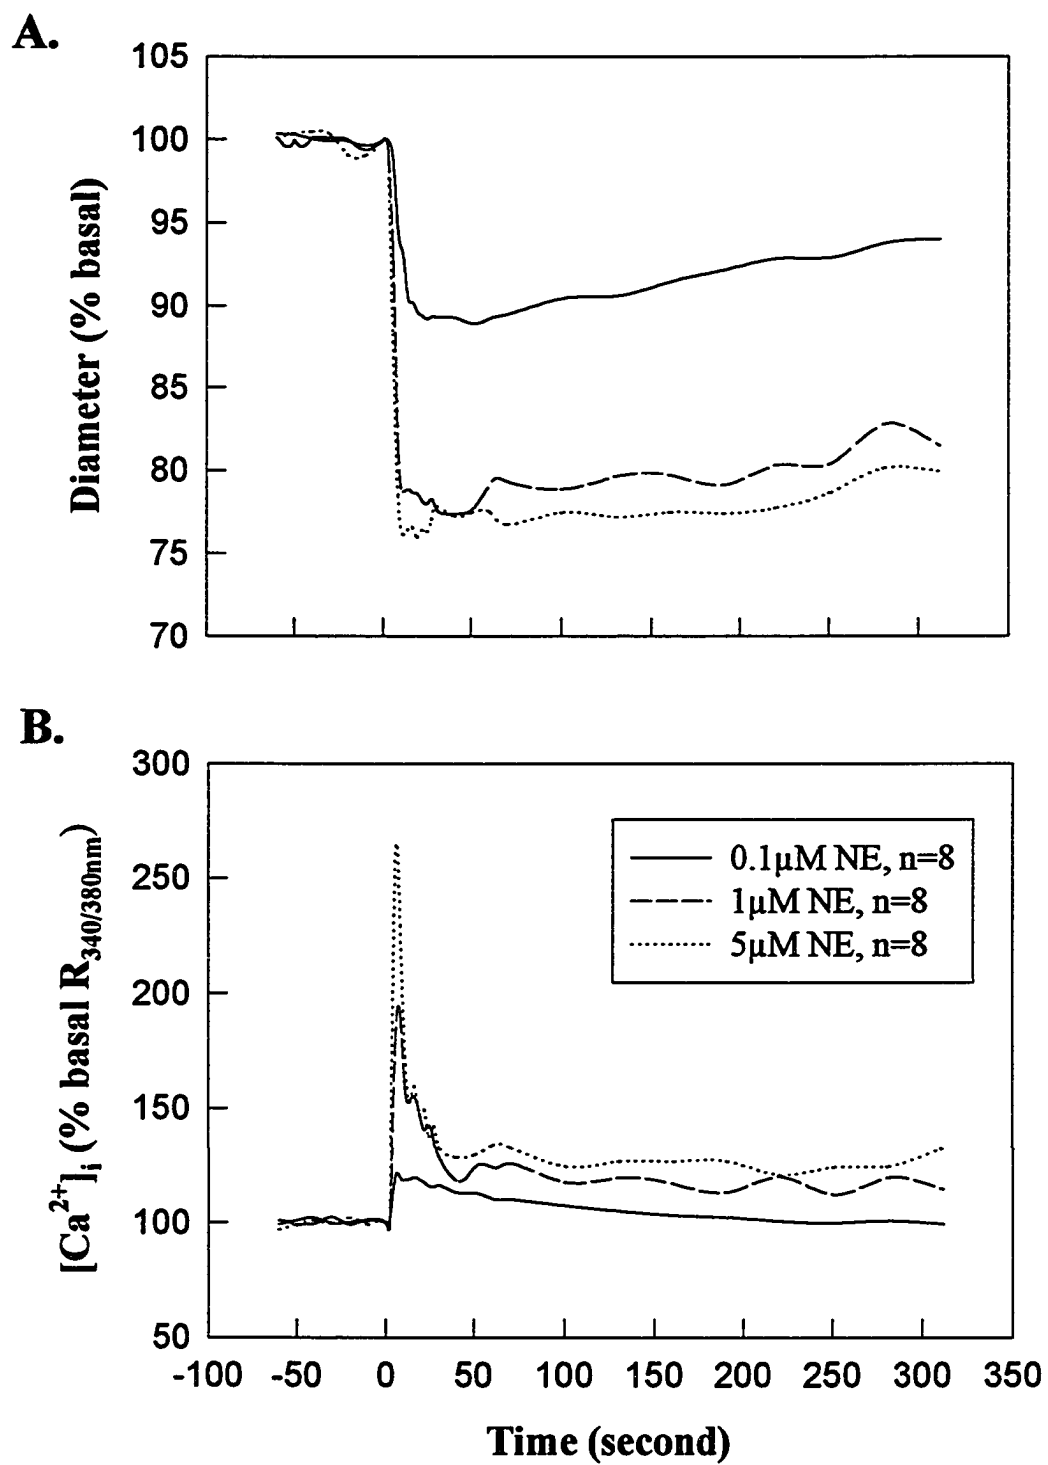 A.
105
100
95
90
85
80
75
70
Diameter (% basal)
B.
300
250
200
150
100
50
[Ca2+]i (% basal R340/380nm)
0.1µM NE, n=8
1µM NE, n=8
5µM NE, n=8
-100 -50 0 50 100 150 200 250 300 350
Time (second)